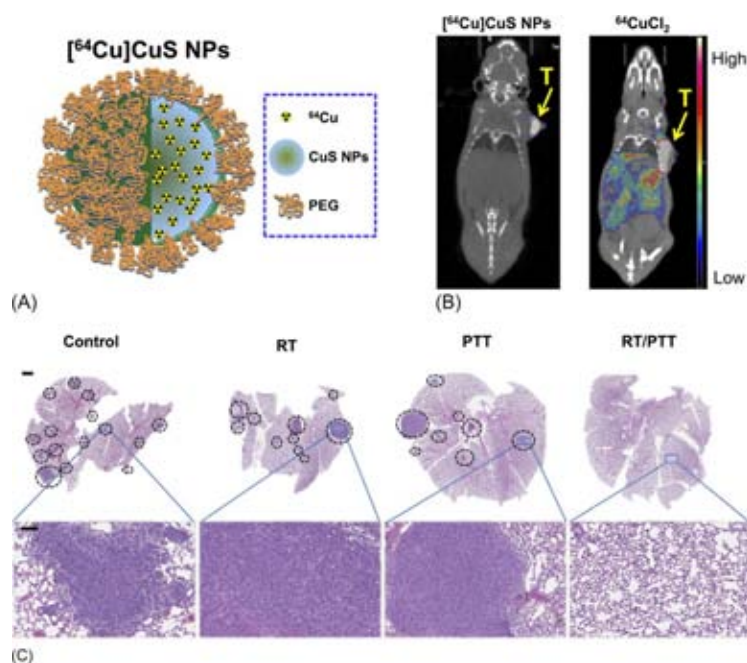 [⁶⁴Cu]CuS NPs
⁶⁴Cu
CuS NPs
PEG
(A)
[⁶⁴Cu]CuS NPs
⁶⁴CuCl₂
T
T
High
Low
(B)
Control
RT
PTT
RT/PTT
(C)